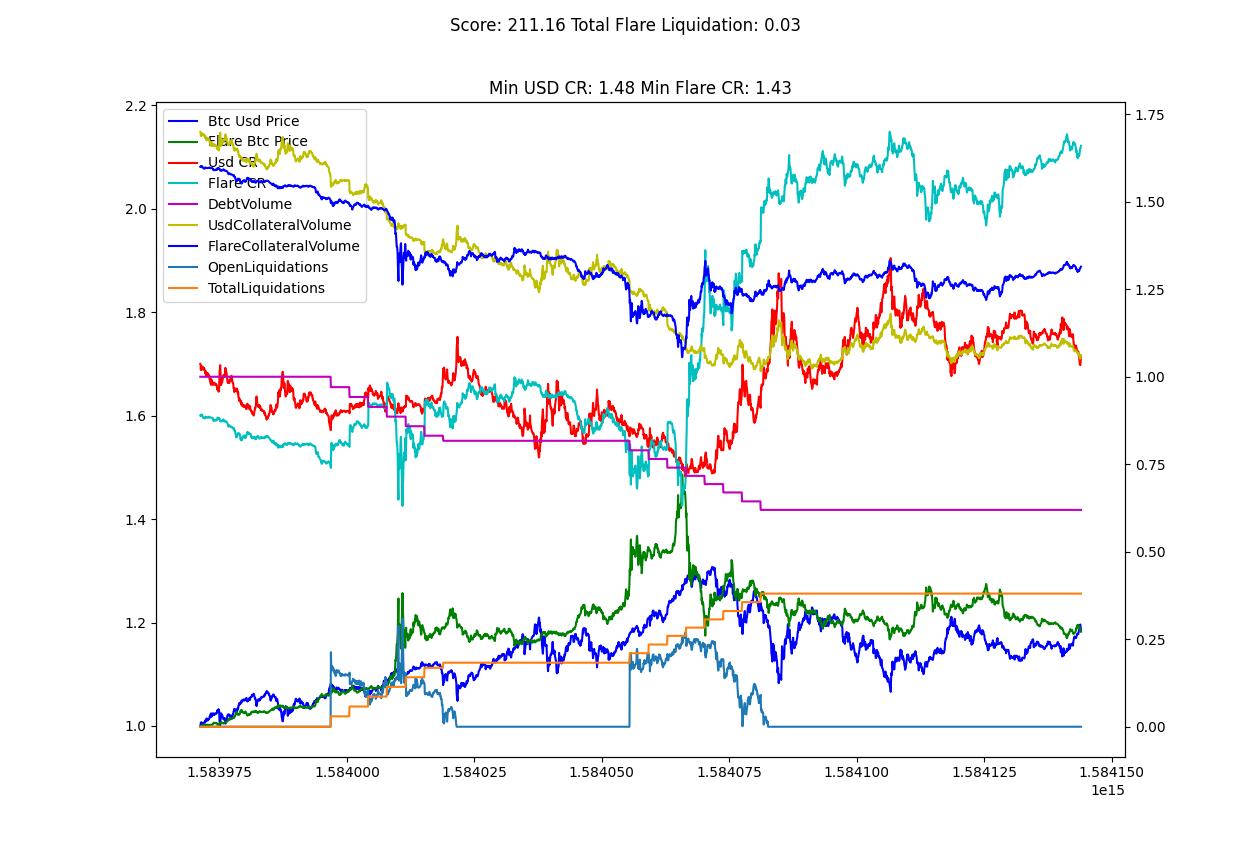 Score: 211.16 Total Flare Liquidation: 0.03
Min USD CR: 1.48 Min Flare CR: 1.43
Btc Usd Price
Flare Btc Price
Usd CR
Flare CR
DebtVolume
UsdCollateralVolume
FlareCollateralVolume
OpenLiquidations
TotalLiquidations
2.2
2.0
1.8
1.6
1.4
1.2
1.0
1.75
1.50
1.25
1.00
0.75
0.50
0.25
0.00
1.583975 1.584000 1.584025 1.584050 1.584075 1.584100 1.584125 1.584150
1e15